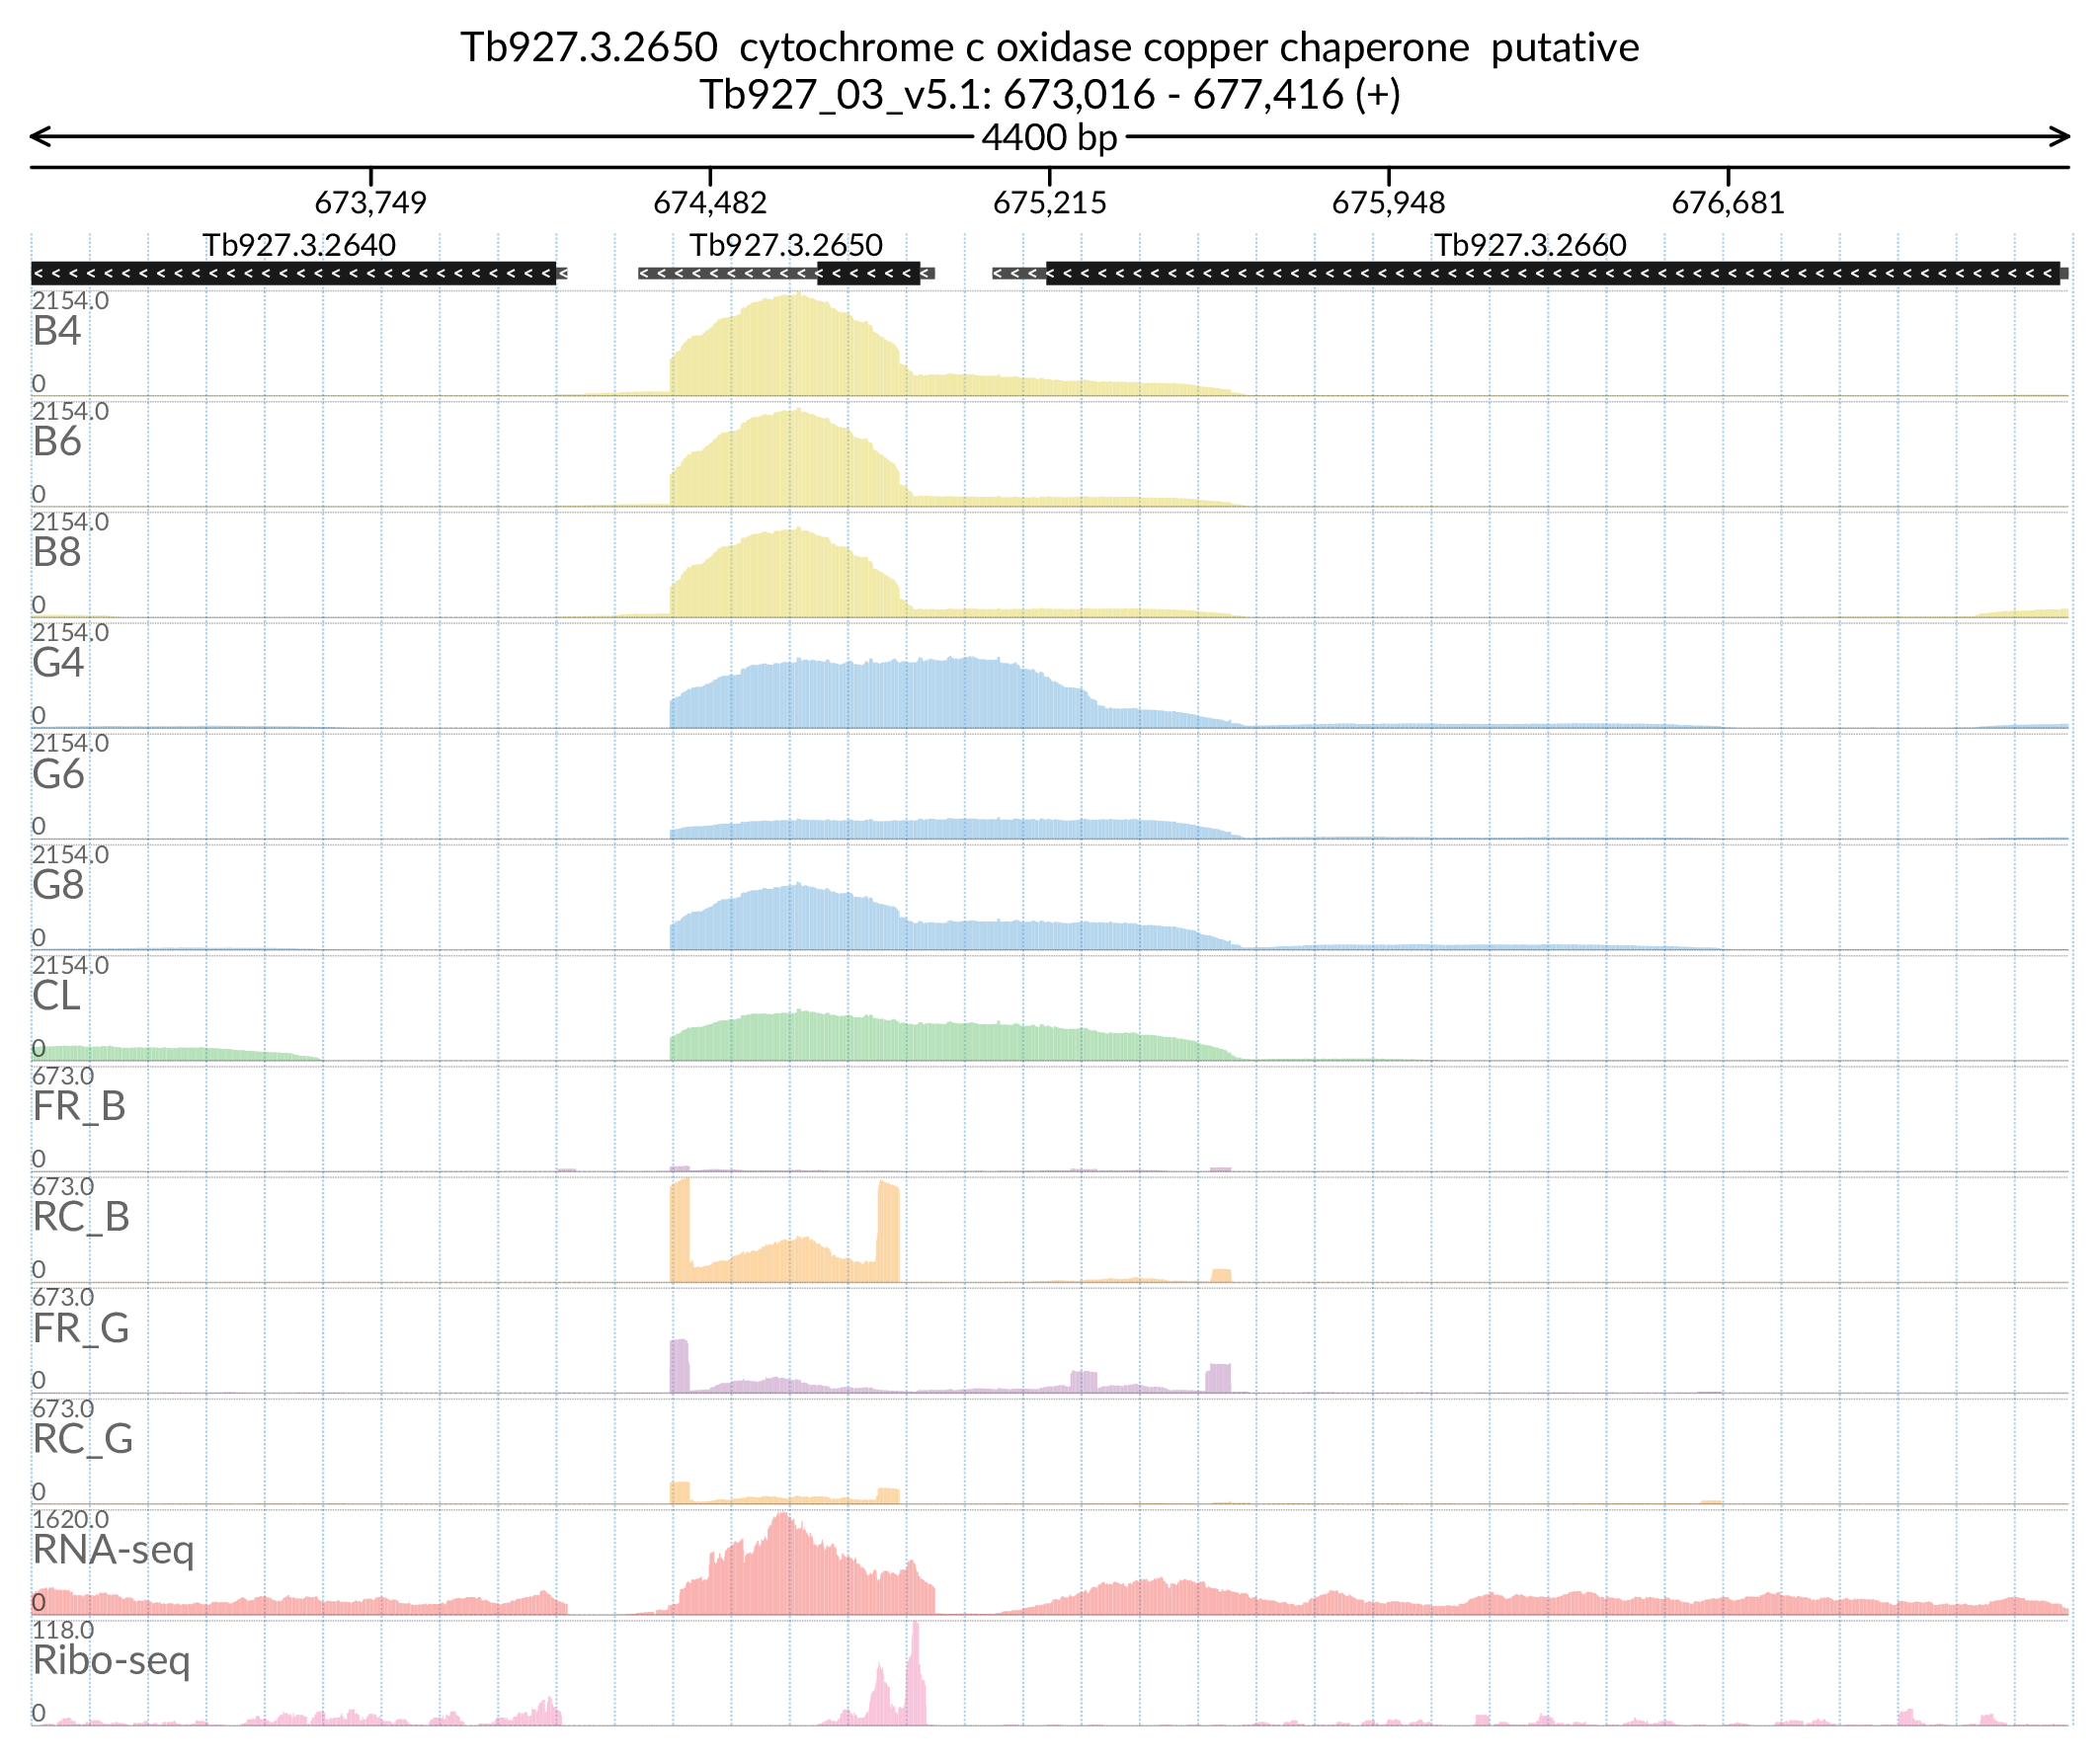 Tb927.3.2650  cytochrome c oxidase copper chaperone  putative
Tb927_03_v5.1: 673,016 - 677,416 (+)
4400 bp
673,749 674,482 675,215 675,948 676,681
Tb927.3.2640 Tb927.3.2650 Tb927.3.2660
2154.0
B4
0
2154.0
B6
0
2154.0
B8
0
2154.0
G4
0
2154.0
G6
0
2154.0
G8
0
2154.0
CL
0
673.0
FR_B
0
673.0
RC_B
0
673.0
FR_G
0
673.0
RC_G
0
1620.0
RNA-seq
0
118.0
Ribo-seq
0